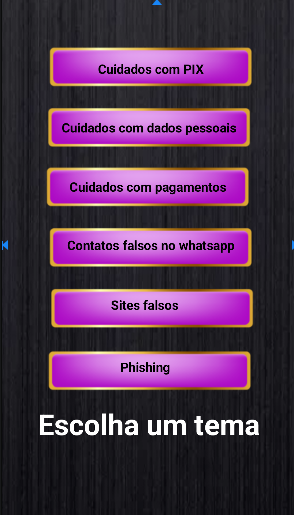 Cuidados com PIX
Cuidados com dados pessoais
Cuidados com pagamentos
Contatos falsos no whatsapp
Sites falsos
Phishing
Escolha um tema